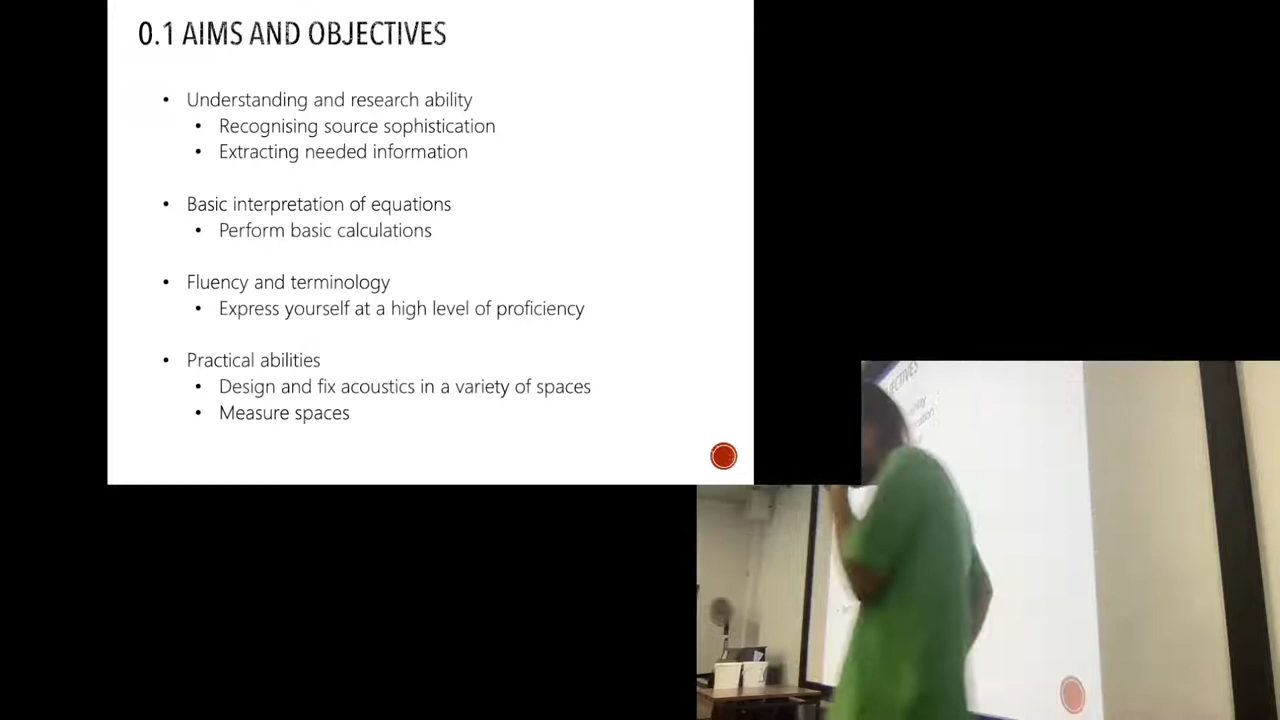 0.1 AIMS AND OBJECTIVES
• Understanding and research ability
• Recognising source sophistication
• Extracting needed information
• Basic interpretation of equations
• Perform basic calculations
• Fluency and terminology
• Express yourself at a high level of proficiency
• Practical abilities
• Design and fix acoustics in a variety of spaces
• Measure spaces